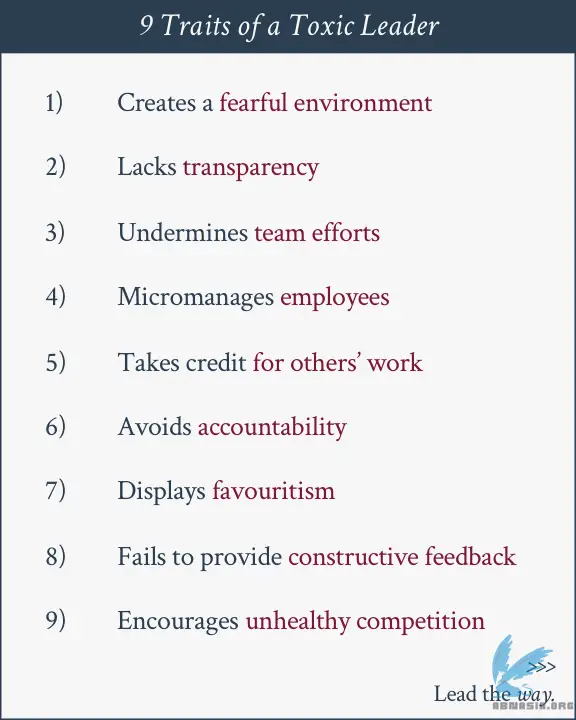 9 Traits of a Toxic Leader
1) Creates a fearful environment
2) Lacks transparency
3) Undermines team efforts
4) Micromanages employees
5) Takes credit for others’ work
6) Avoids accountability
7) Displays favouritism
8) Fails to provide constructive feedback
9) Encourages unhealthy competition
>>>
Lead the way.
ABMASIK.ORG